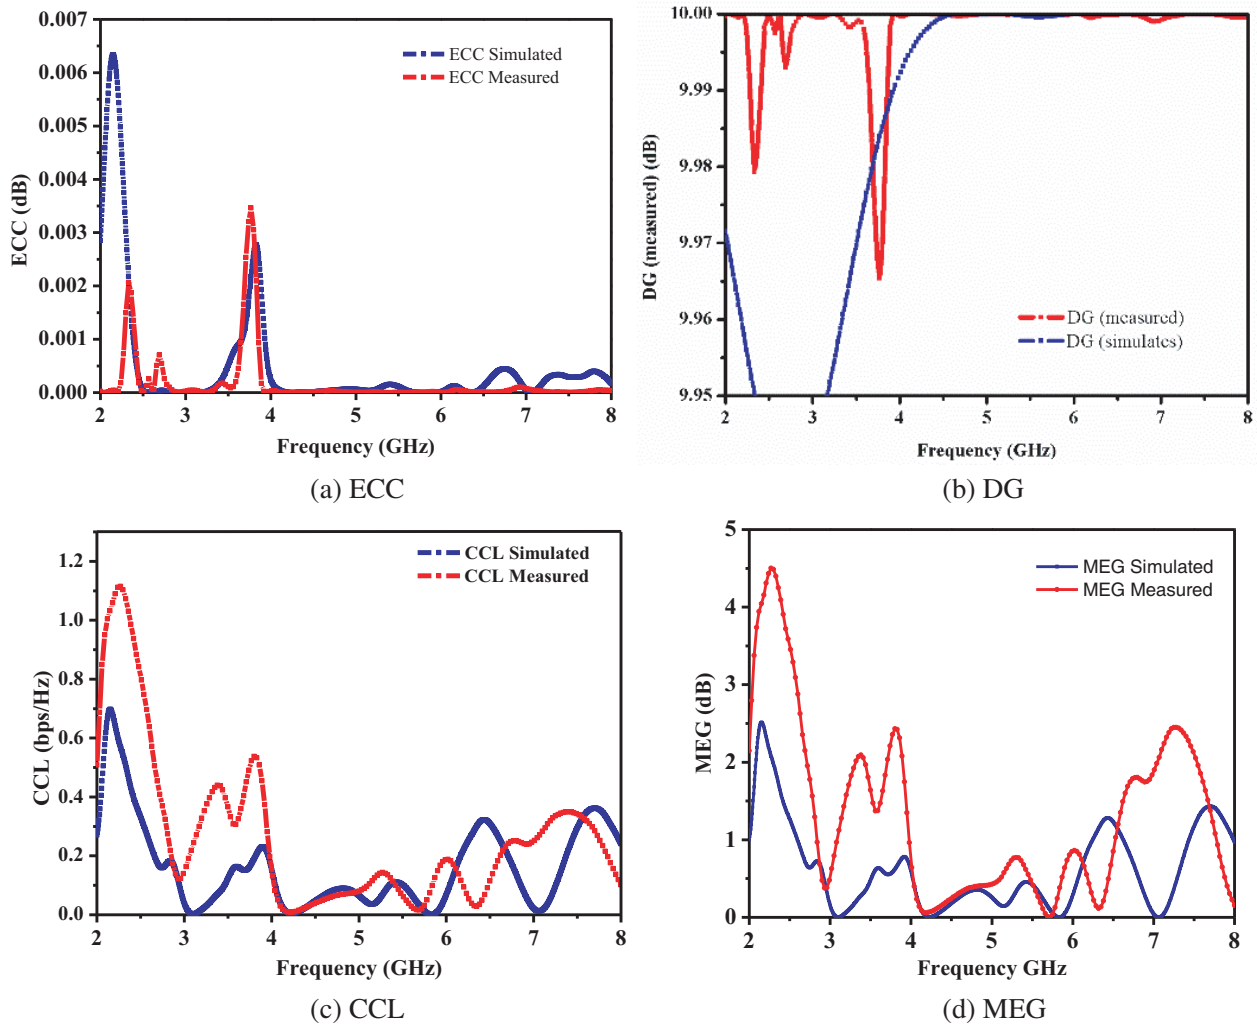 0.007
0.006
0.005
0.004
0.003
0.002
0.001
0.000
ECC (dB)
ECC Simulated
ECC Measured
2 3 4 5 6 7 8
Frequency (GHz)
(a) ECC
10.00
9.99
9.98
9.97
9.96
9.95
DG (measured) (dB)
DG (measured)
DG (simulates)
2 3 4 5 6 7 8
Frequency (GHz)
(b) DG
1.2
1.0
0.8
0.6
0.4
0.2
0.0
CCL (bps/Hz)
CCL Simulated
CCL Measured
2 3 4 5 6 7 8
Frequency (GHz)
(c) CCL
5
4
3
2
1
0
MEG (dB)
MEG Simulated
MEG Measured
2 3 4 5 6 7 8
Frequency GHz
(d) MEG